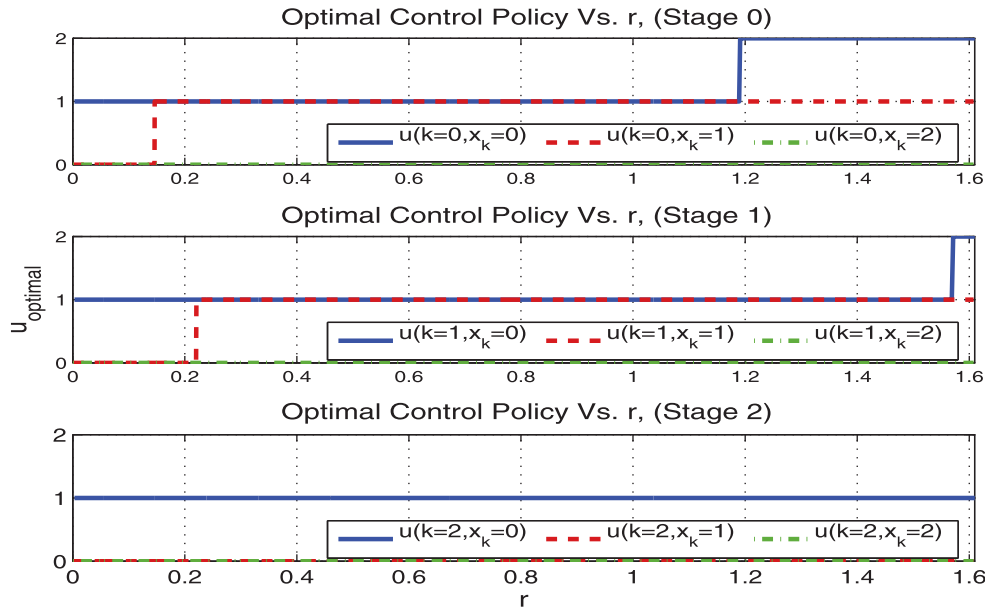 Optimal Control Policy Vs. r, (Stage 0)
2
1
0
u(k=0,x_k=0) u(k=0,x_k=1) u(k=0,x_k=2)
0 0.2 0.4 0.6 0.8 1 1.2 1.4 1.6
Optimal Control Policy Vs. r, (Stage 1)
u_optimal
2
1
0
u(k=1,x_k=0) u(k=1,x_k=1) u(k=1,x_k=2)
0 0.2 0.4 0.6 0.8 1 1.2 1.4 1.6
Optimal Control Policy Vs. r, (Stage 2)
2
1
0
u(k=2,x_k=0) u(k=2,x_k=1) u(k=2,x_k=2)
0 0.2 0.4 0.6 0.8 1 1.2 1.4 1.6
r